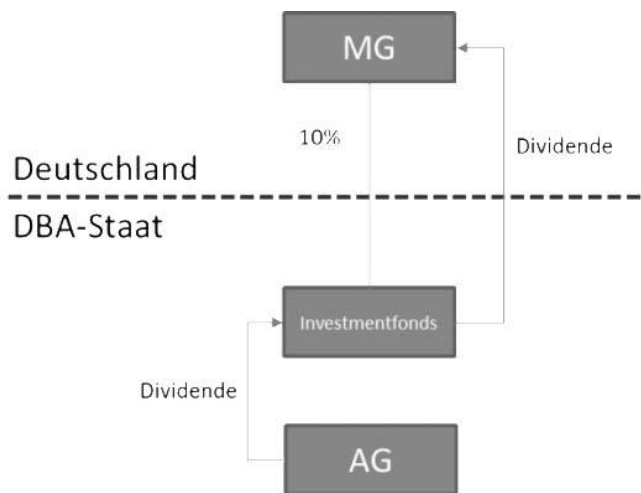 MG
10%
Dividende
Deutschland
DBA-Staat
Investmentfonds
Dividende
AG